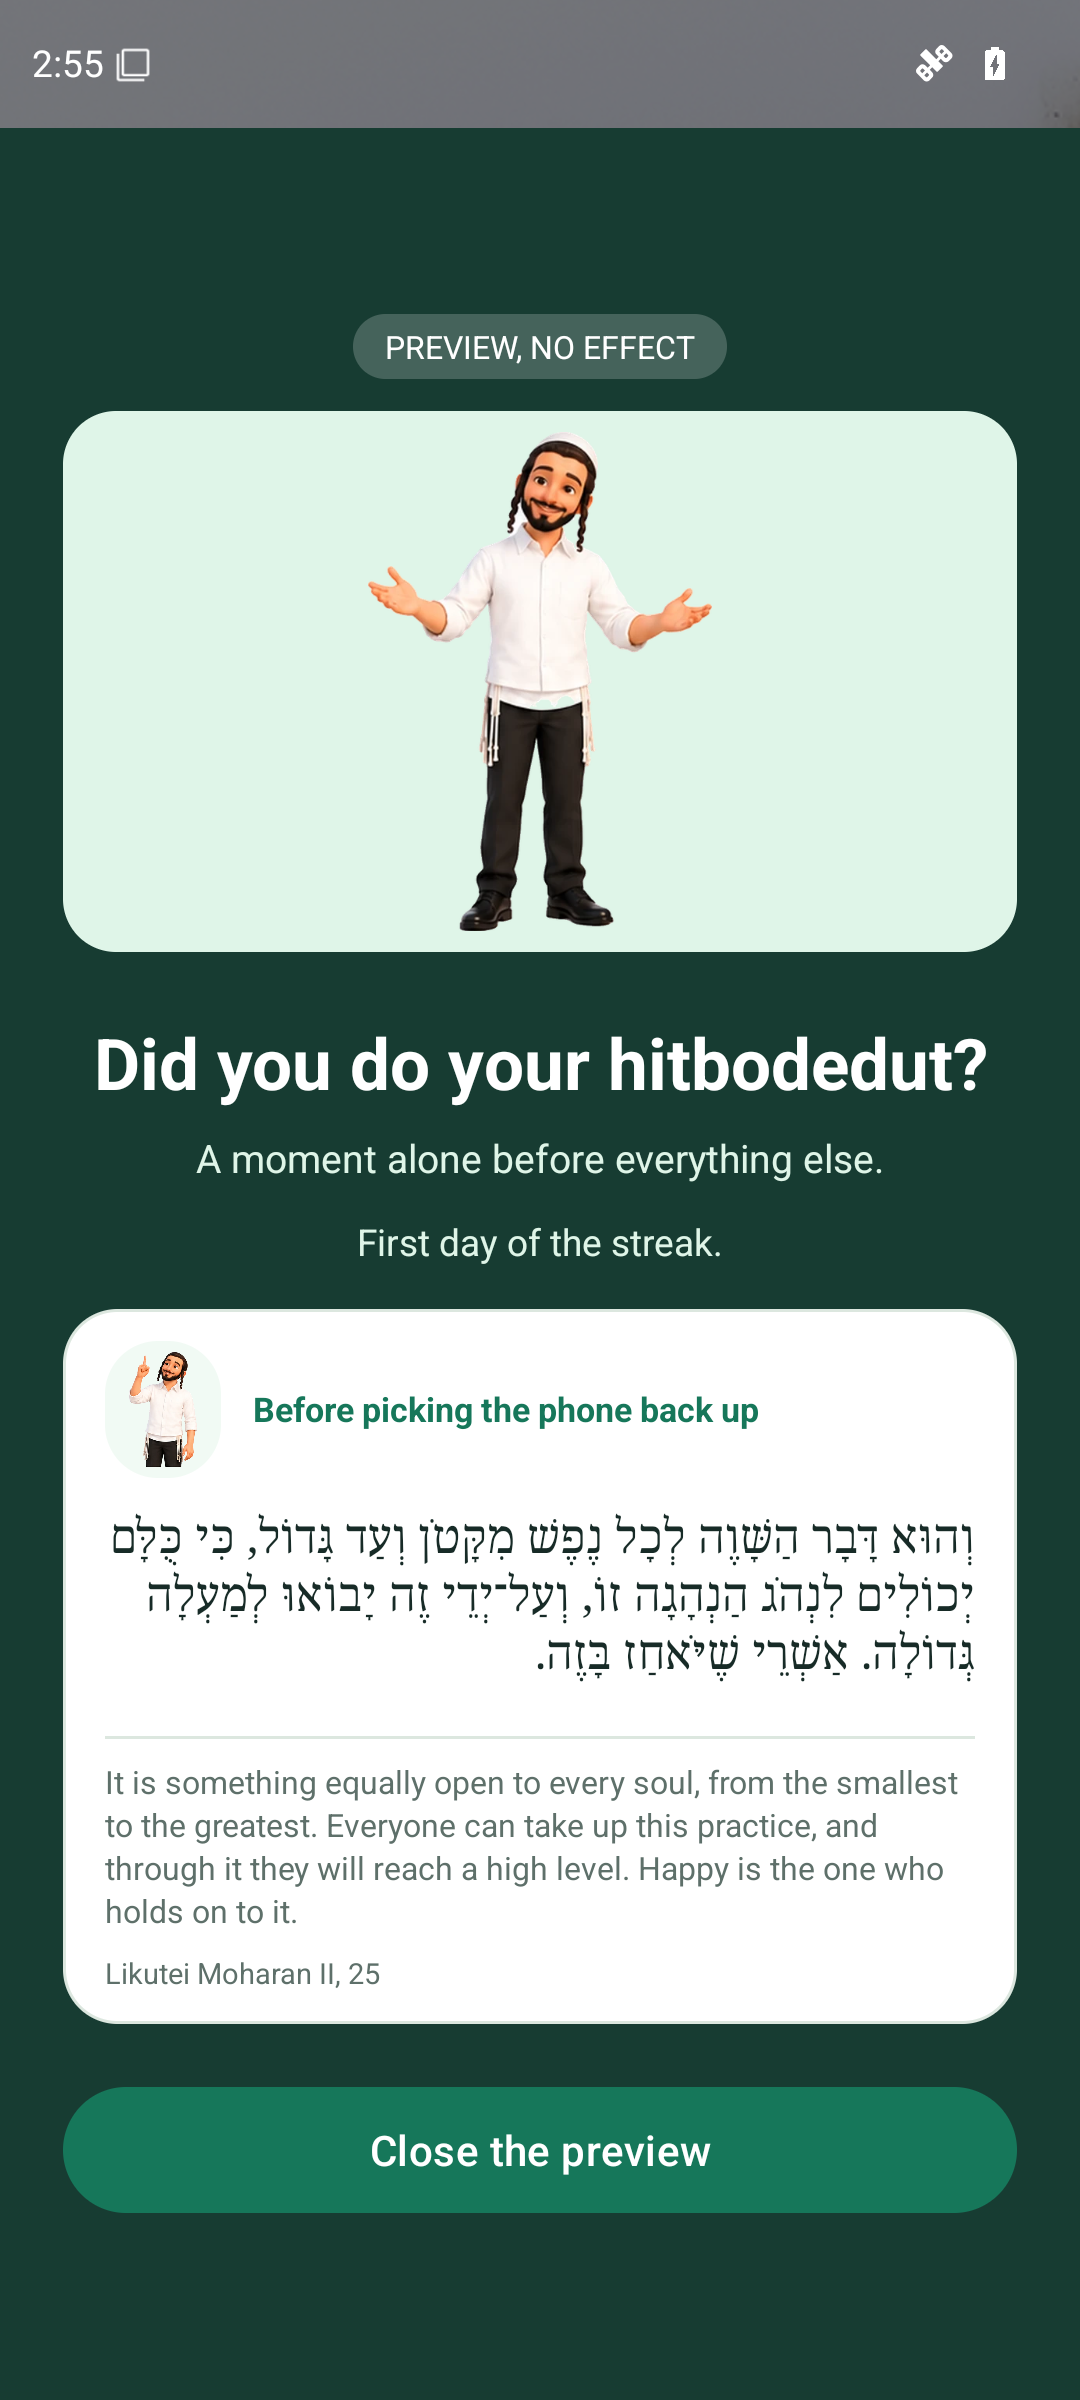 2:55
PREVIEW, NO EFFECT
Did you do your hitbodedut?
A moment alone before everything else.
First day of the streak.
Before picking the phone back up
וְהוּא דָּבָר הַשָּׁוֶה לְכָל נֶפֶשׁ מִקָּטֹן וְעַד גָּדוֹל, כִּי כֻּלָּם
יְכוֹלִים לִנְהֹג הַנְהָגָה זוֹ, וְעַל־יְדֵי זֶה יָבוֹאוּ לְמַעְלָה
גְּדוֹלָה. אַשְׁרֵי שֶׁיֹּאחַז בָּזֶה.
It is something equally open to every soul, from the smallest
to the greatest. Everyone can take up this practice, and
through it they will reach a high level. Happy is the one who
holds on to it.
Likutei Moharan II, 25
Close the preview